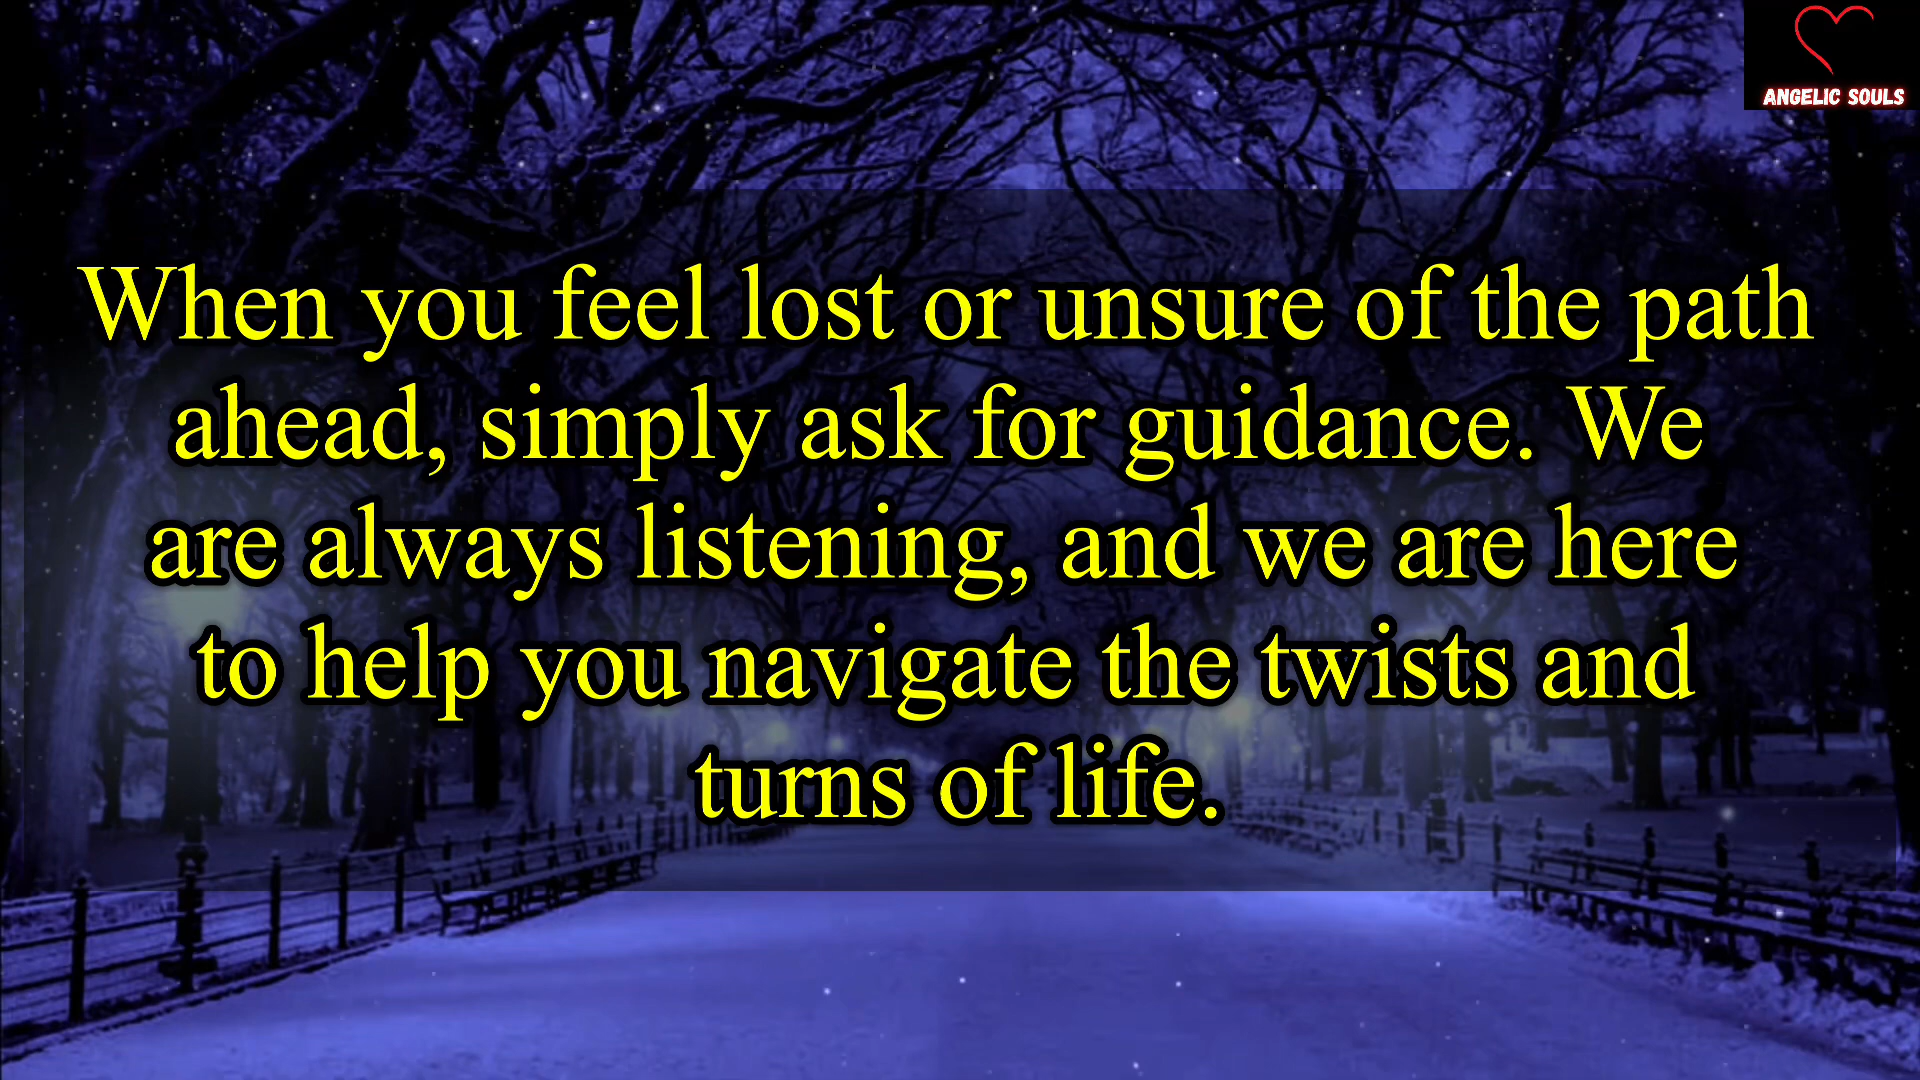 ANGELIC SOULS
When you feel lost or unsure of the path
ahead, simply ask for guidance. We
are always listening, and we are here
to help you navigate the twists and
turns of life.